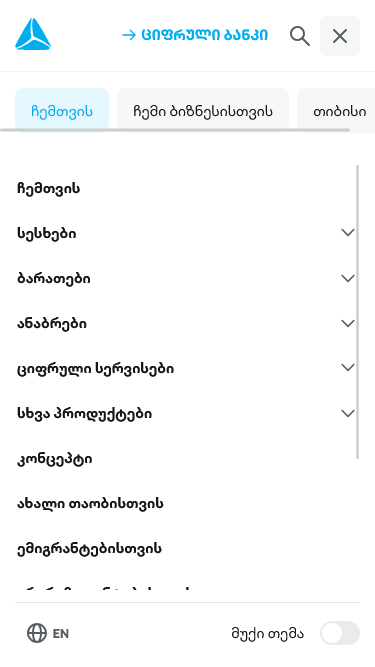 → ციფრული ბანკი
ჩემთვის ჩემი ბიზნესისთვის თიბისი
ჩემთვის
სესხები
ბარათები
ანაბრები
ციფრული სერვისები
სხვა პროდუქტები
კონცეპტი
ახალი თაობისთვის
ემიგრანტებისთვის
EN მუქი თემა